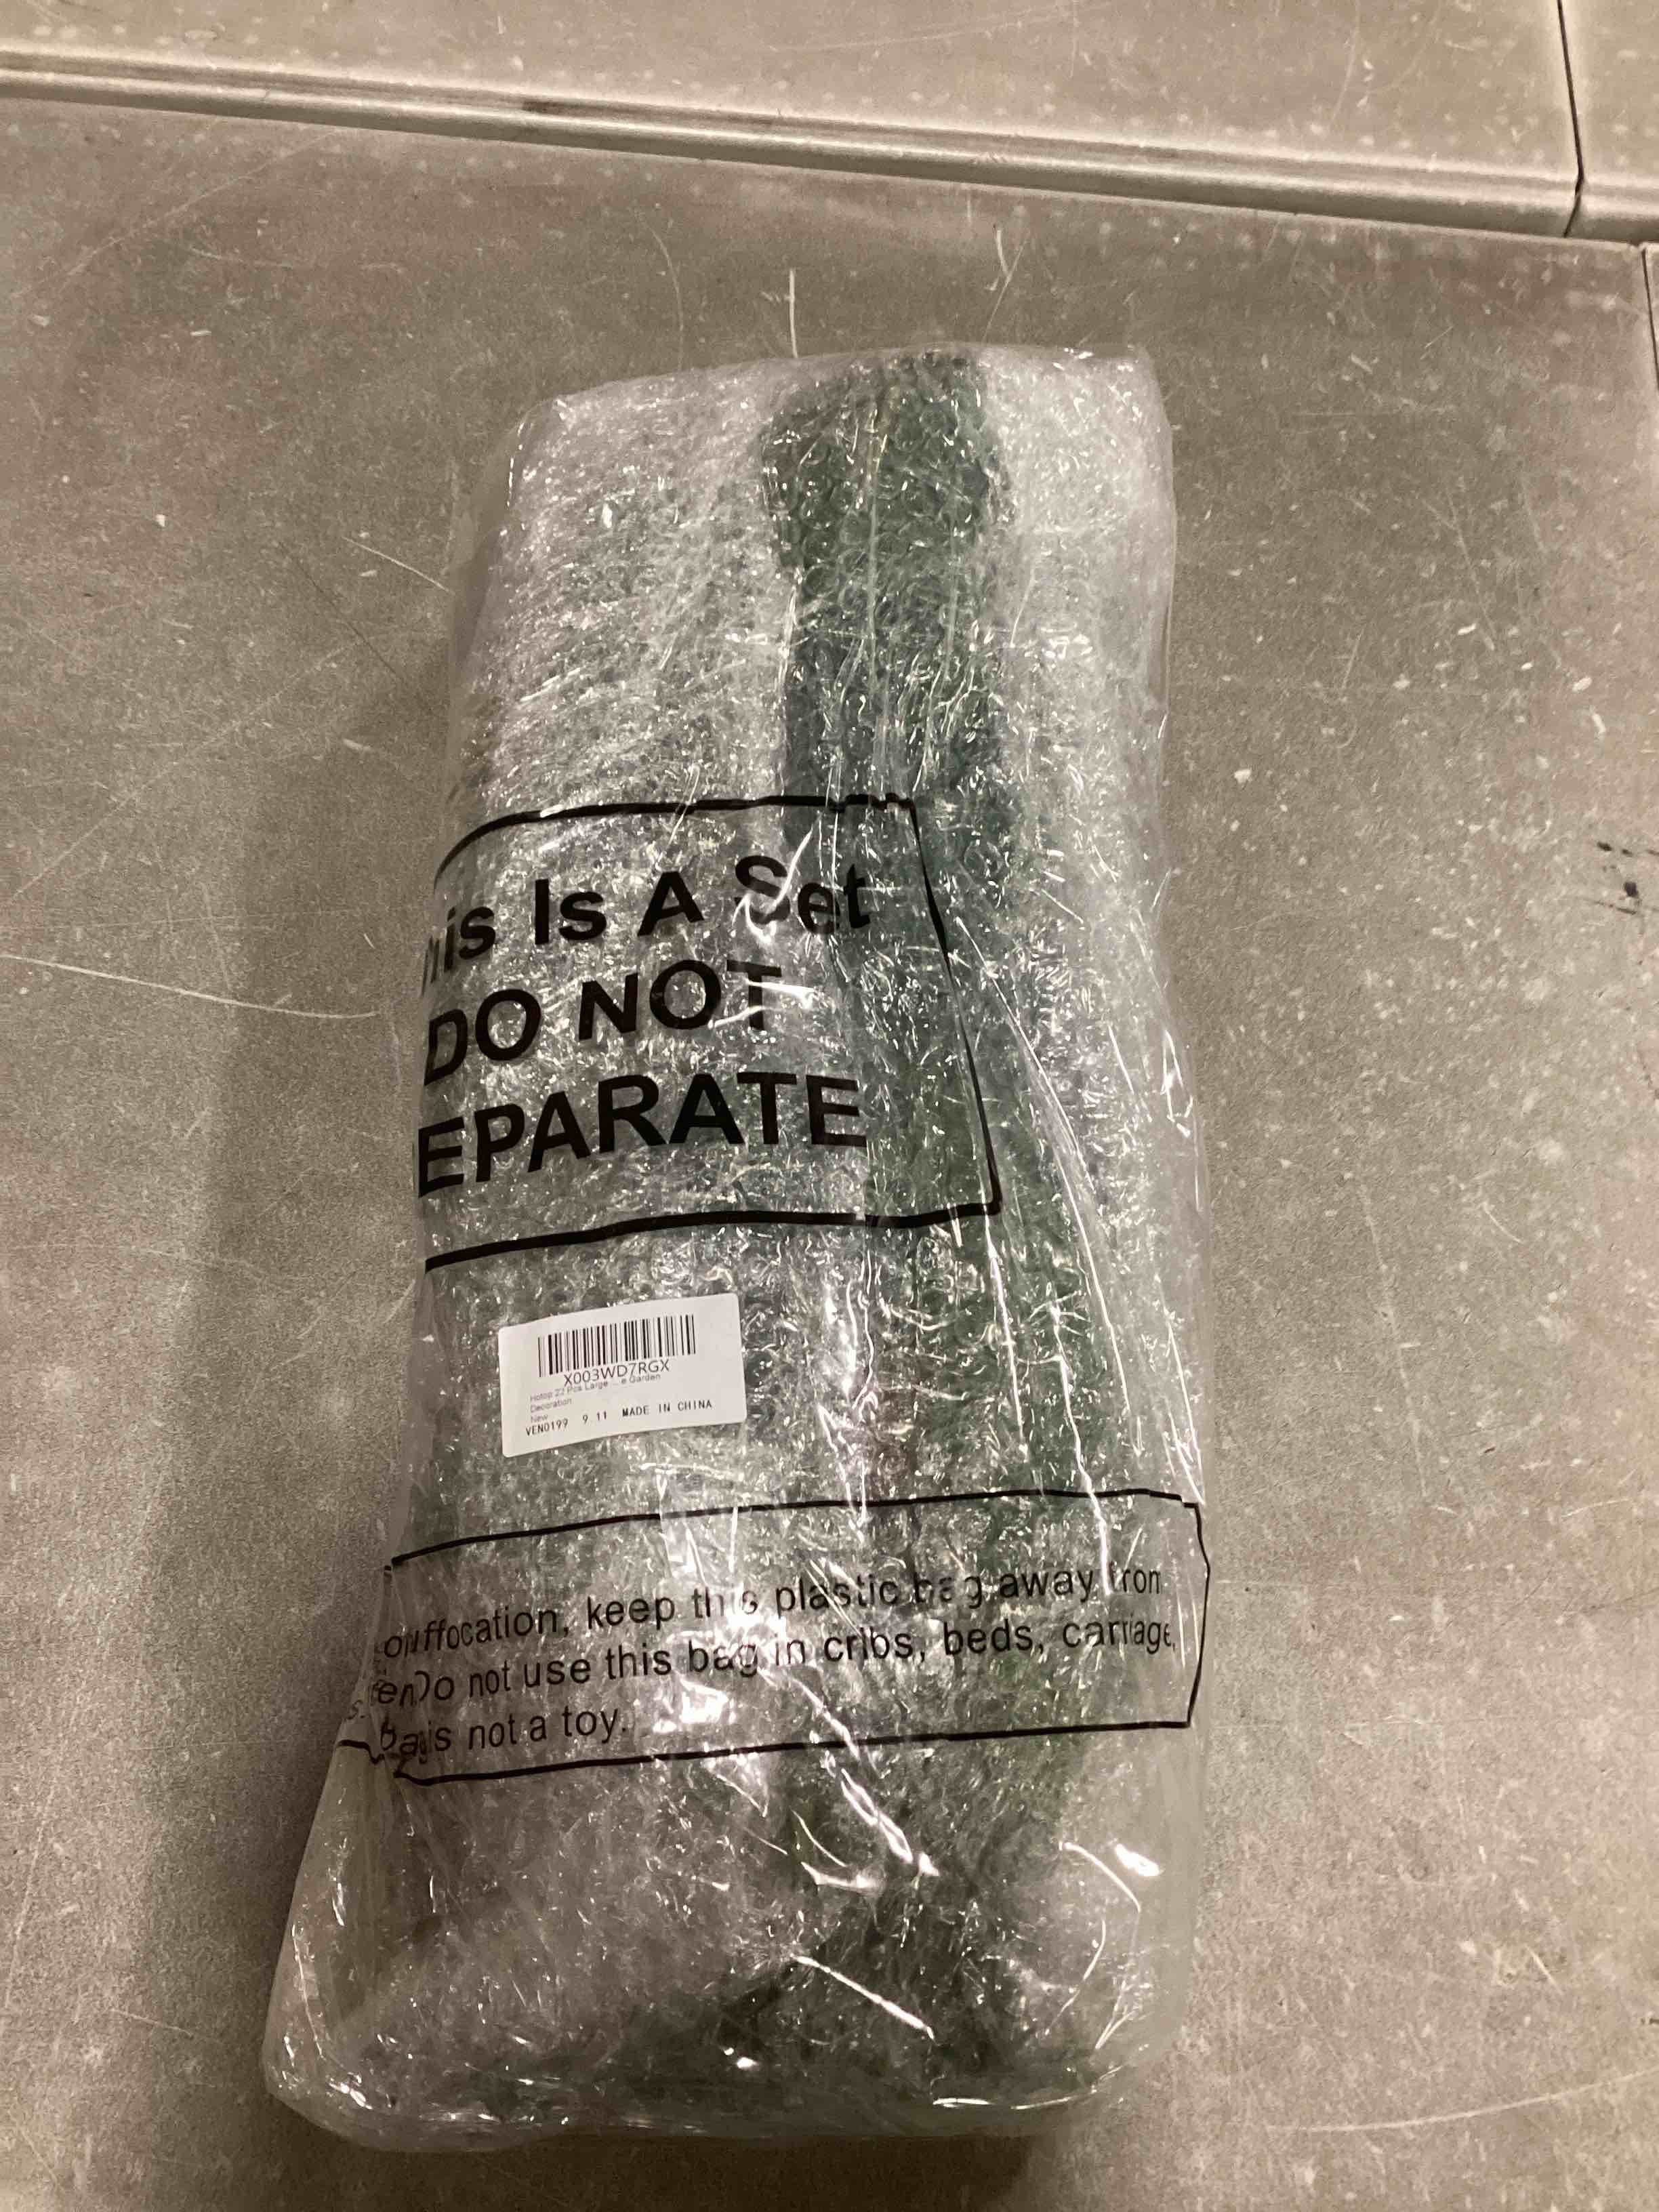 his Is A Set
DO NOT
EPARATE
X003WD7RGX
Hotop 22 Pcs Large ... e Garden
Decoration
New
VEN0199 9 11 MADE IN CHINA
uffocation, keep this plastic bag away from
en Do not use this bag in cribs, beds, carriage,
s. bag is not a toy.